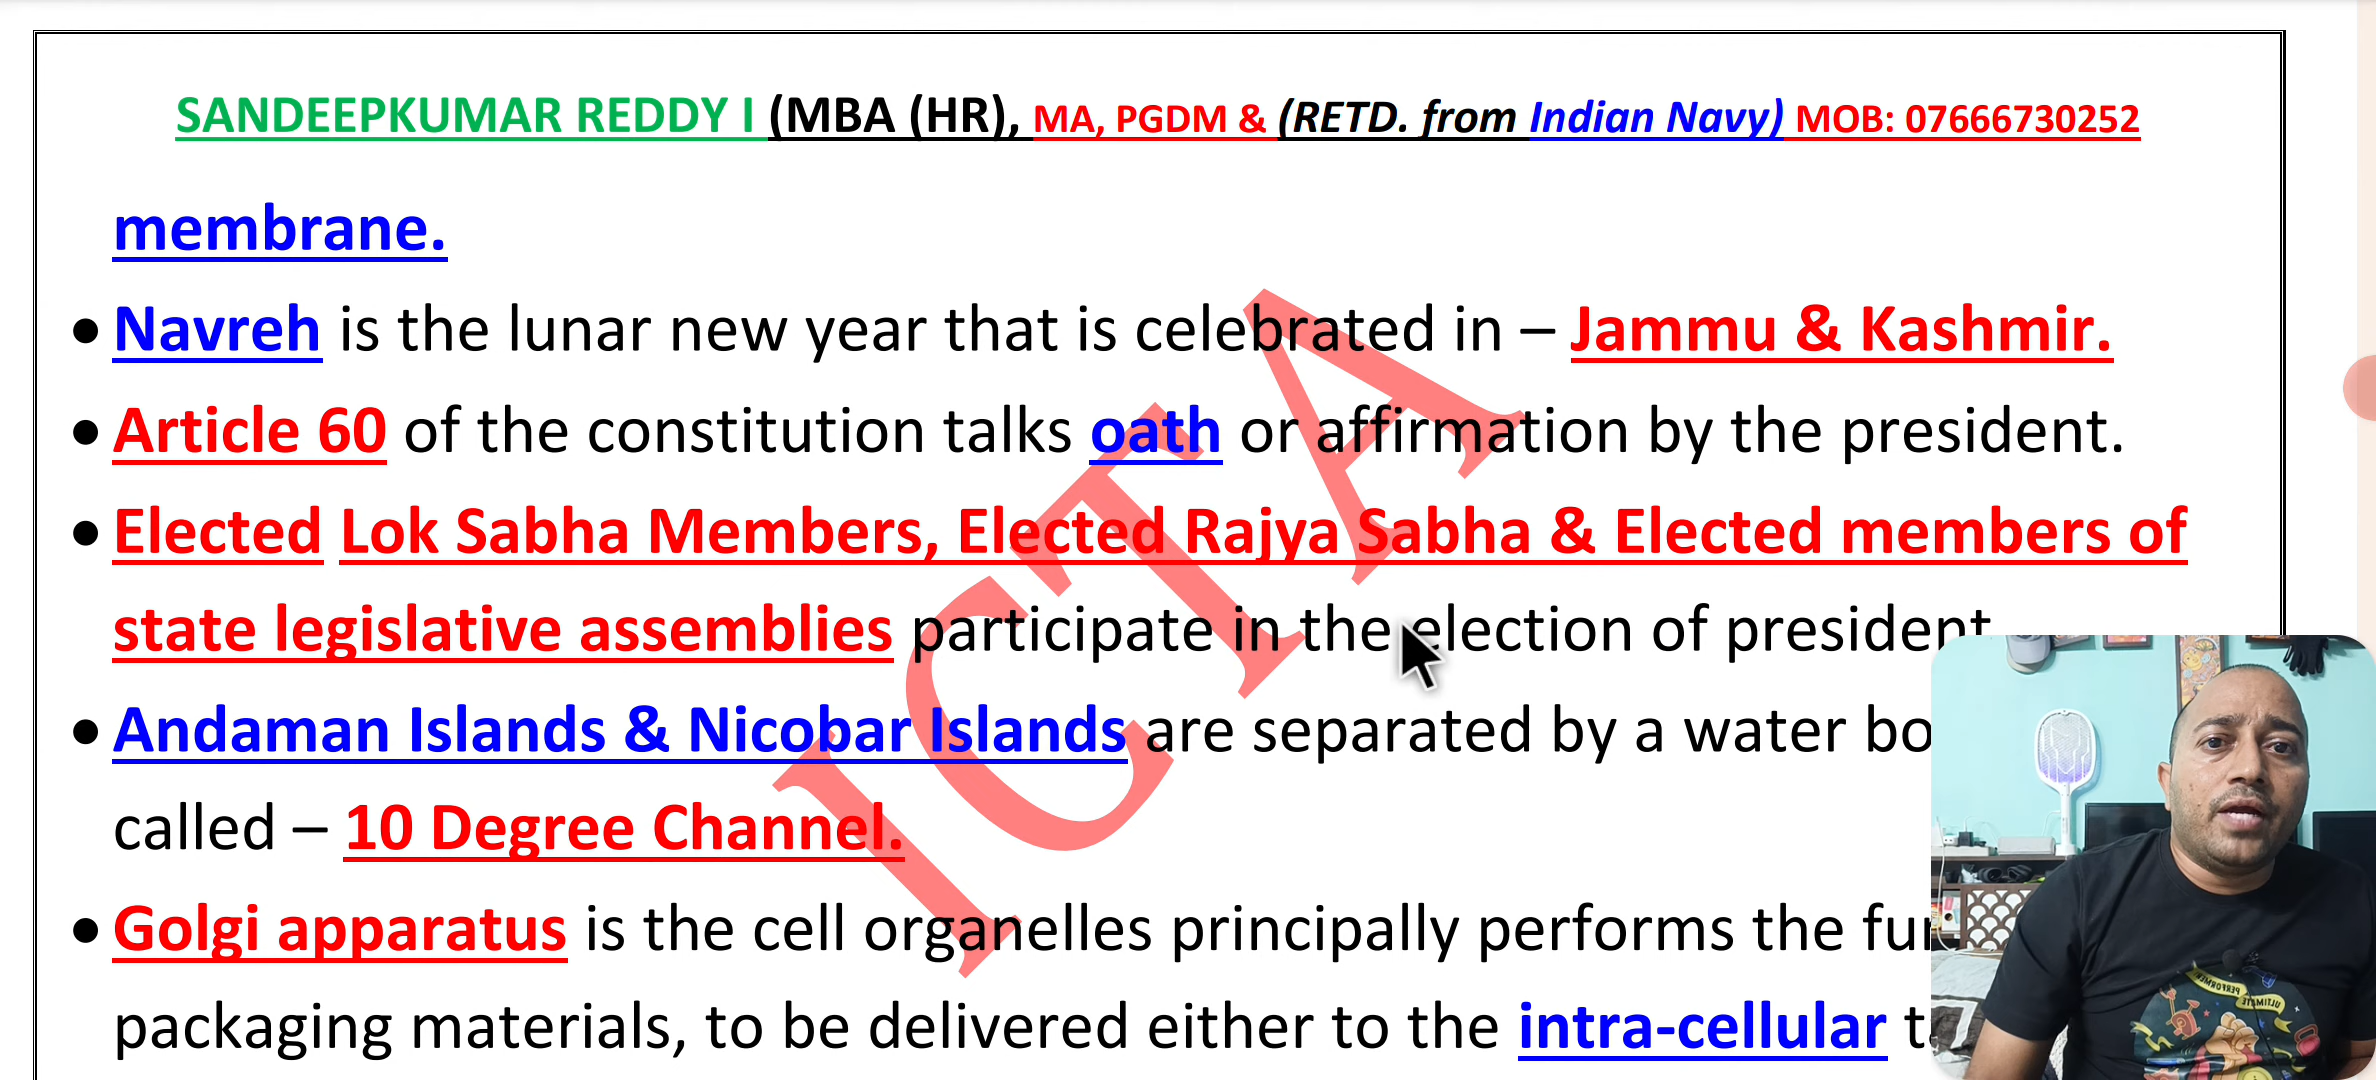 SANDEEPKUMAR REDDY I (MBA (HR), MA, PGDM & (RETD. from Indian Navy) MOB: 07666730252
membrane.
• Navreh is the lunar new year that is celebrated in – Jammu & Kashmir.
• Article 60 of the constitution talks oath or affirmation by the president.
• Elected Lok Sabha Members, Elected Rajya Sabha & Elected members of
state legislative assemblies participate in the election of president
• Andaman Islands & Nicobar Islands are separated by a water
called – 10 Degree Channel.
• Golgi apparatus is the cell organelles principally performs the
packaging materials, to be delivered either to the intra-cellular
ICTA